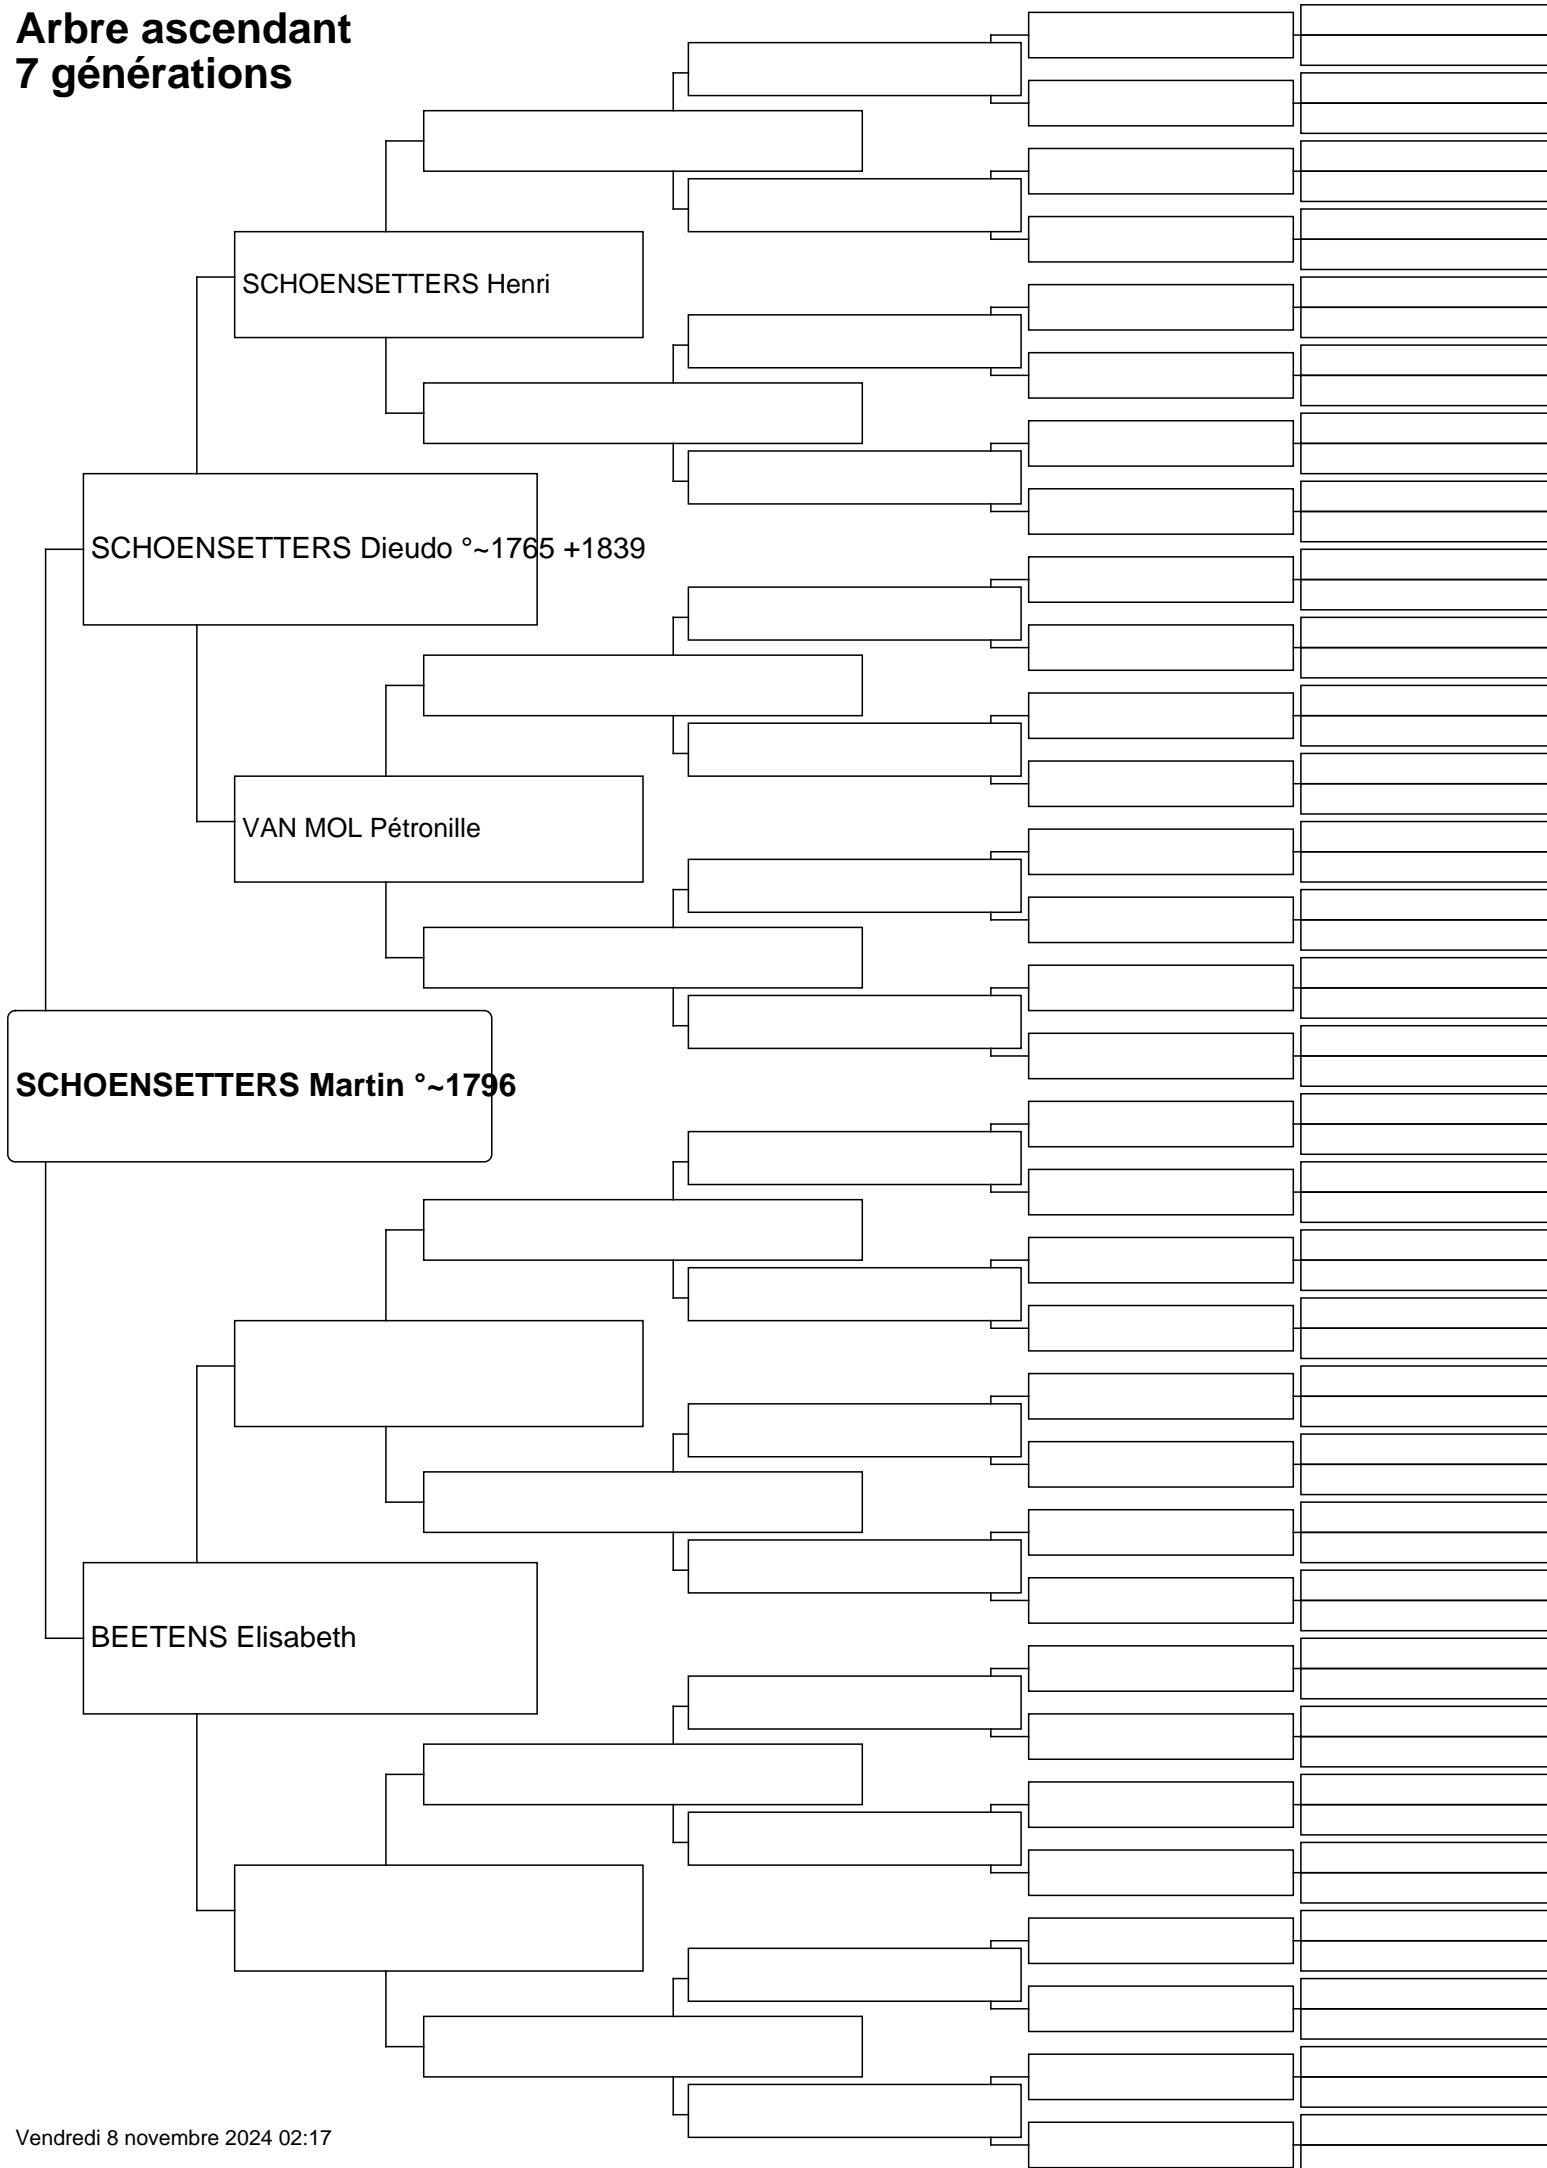 Arbre ascendant
7 générations
SCHOENSETTERS Henri
SCHOENSETTERS Dieudo °~1765 +1839
VAN MOL Pétronille
SCHOENSETTERS Martin °~1796
BEETENS Elisabeth
Vendredi 8 novembre 2024 02:17